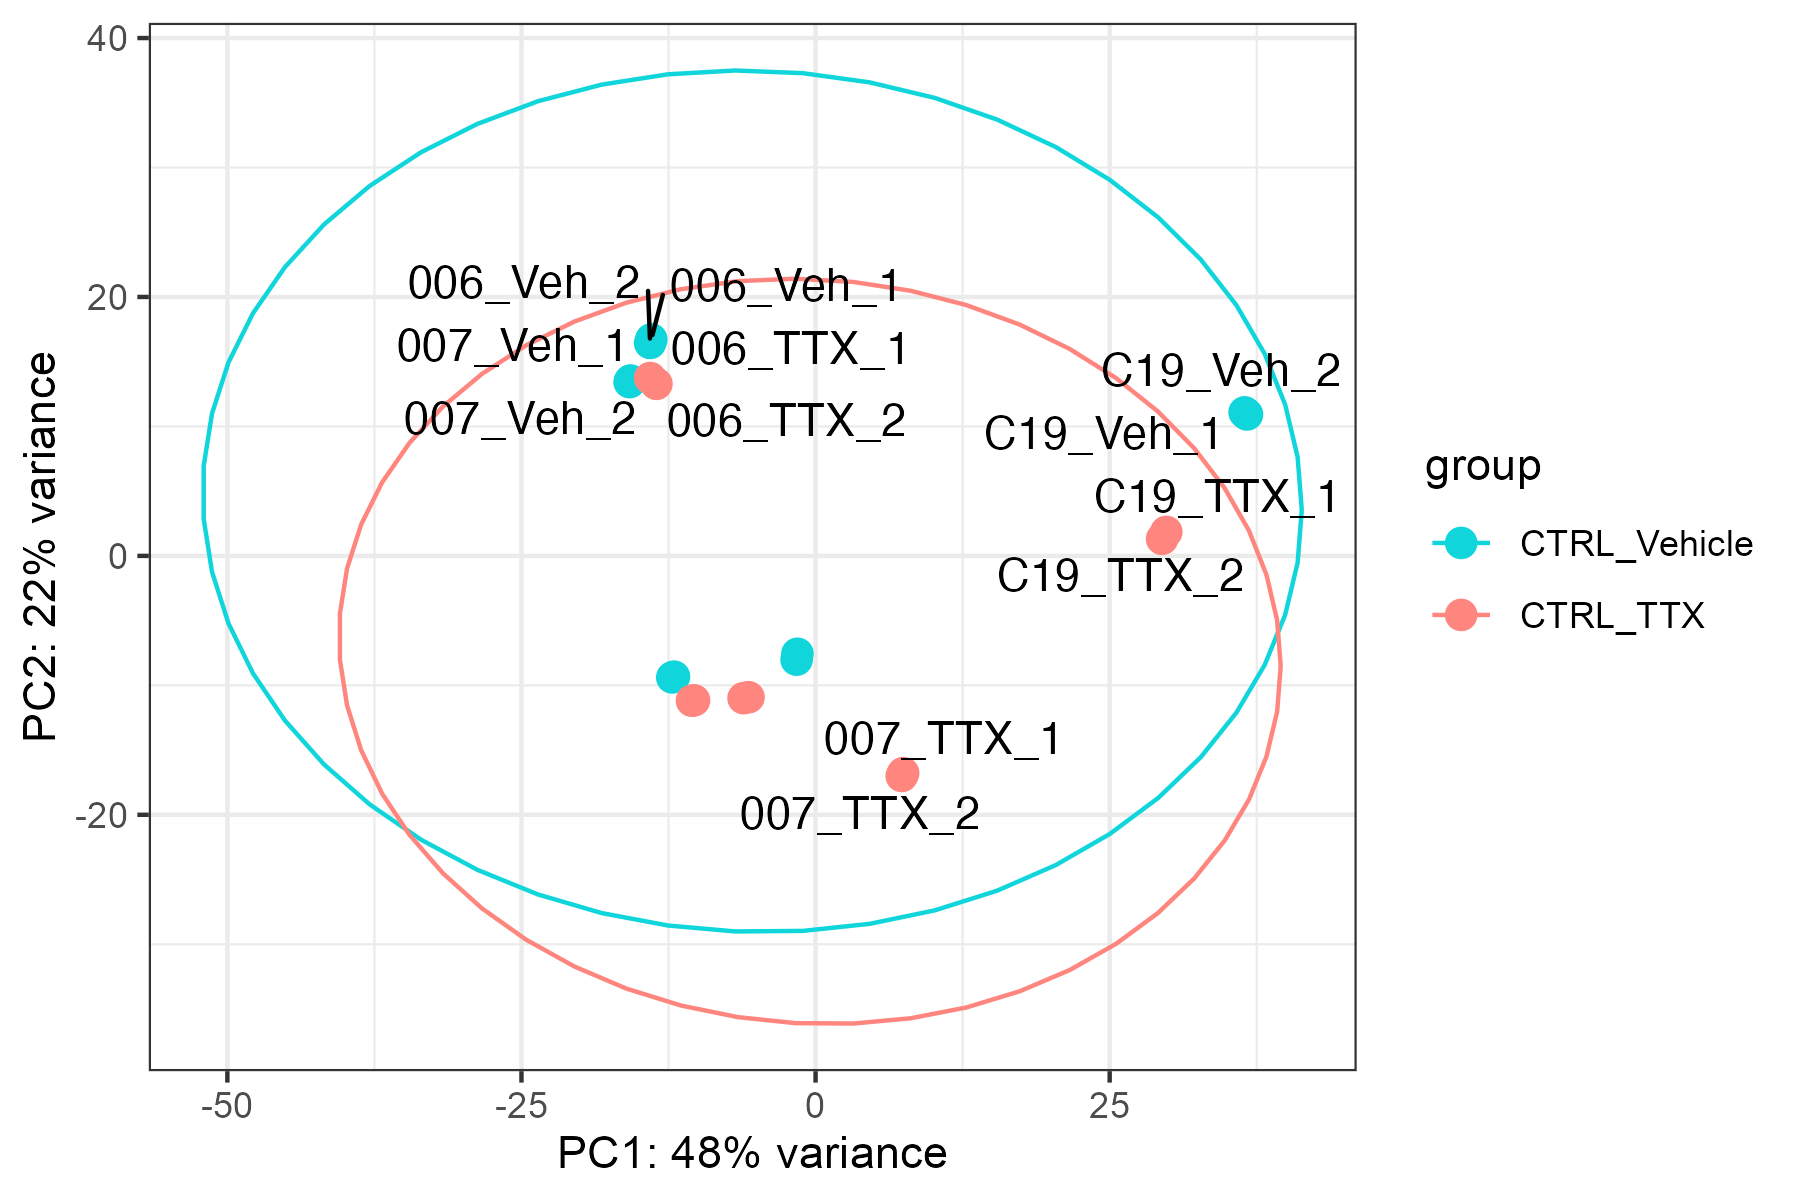 40
20
0
-20
PC2: 22% variance
006_Veh_2
006_Veh_1
007_Veh_1
006_TTX_1
007_Veh_2
006_TTX_2
C19_Veh_2
C19_Veh_1
C19_TTX_1
C19_TTX_2
007_TTX_1
007_TTX_2
-50
-25
0
25
PC1: 48% variance
group
CTRL_Vehicle
CTRL_TTX